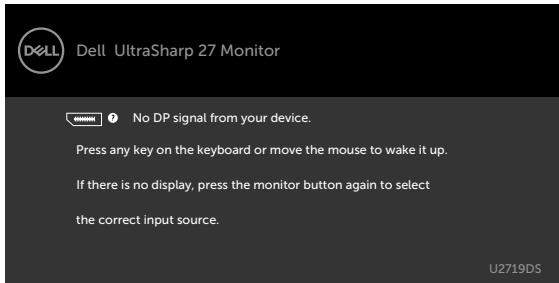 DELL
Dell UltraSharp 27 Monitor
? No DP signal from your device.
Press any key on the keyboard or move the mouse to wake it up.
If there is no display, press the monitor button again to select
the correct input source.
U2719DS